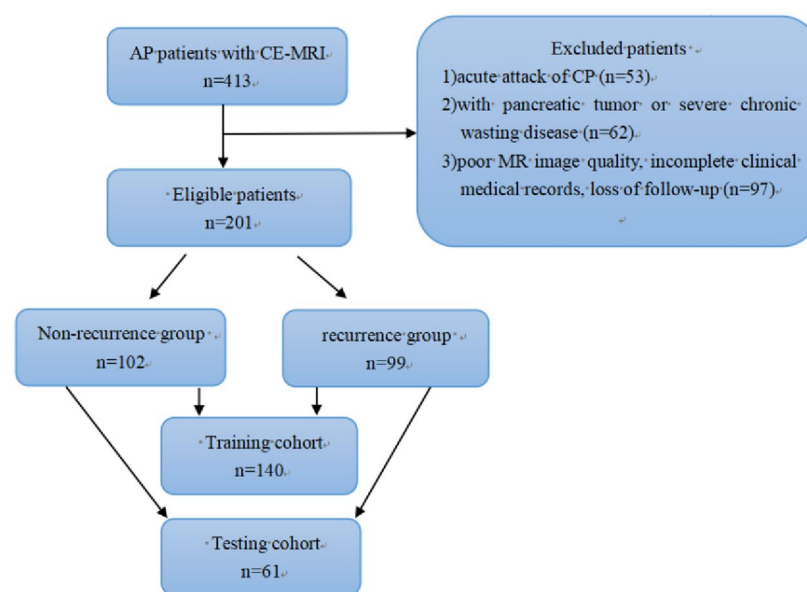 AP patients with CE-MRI
n=413
Excluded patients
1)acute attack of CP (n=53)
2)with pancreatic tumor or severe chronic
wasting disease (n=62)
3)poor MR image quality, incomplete clinical
medical records, loss of follow-up (n=97)
Eligible patients
n=201
Non-recurrence group
n=102
recurrence group
n=99
Training cohort
n=140
Testing cohort
n=61